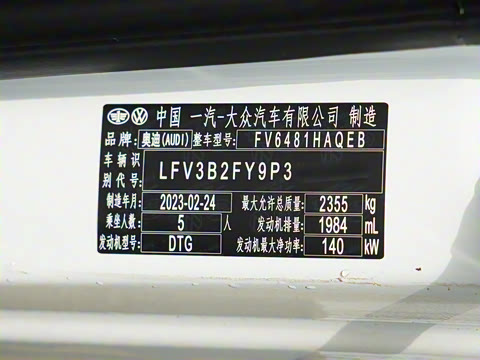 中国 一汽-大众汽车有限公司 制造
品牌: 奥迪(AUDI) 整车型号: FV6481HAQEB
车辆识别代号: LFV3B2FY9P3
制造年月: 2023-02-24 最大允许总质量: 2355 kg
乘坐人数: 5 人 发动机排量: 1984 mL
发动机型号: DTG 发动机最大净功率: 140 kW